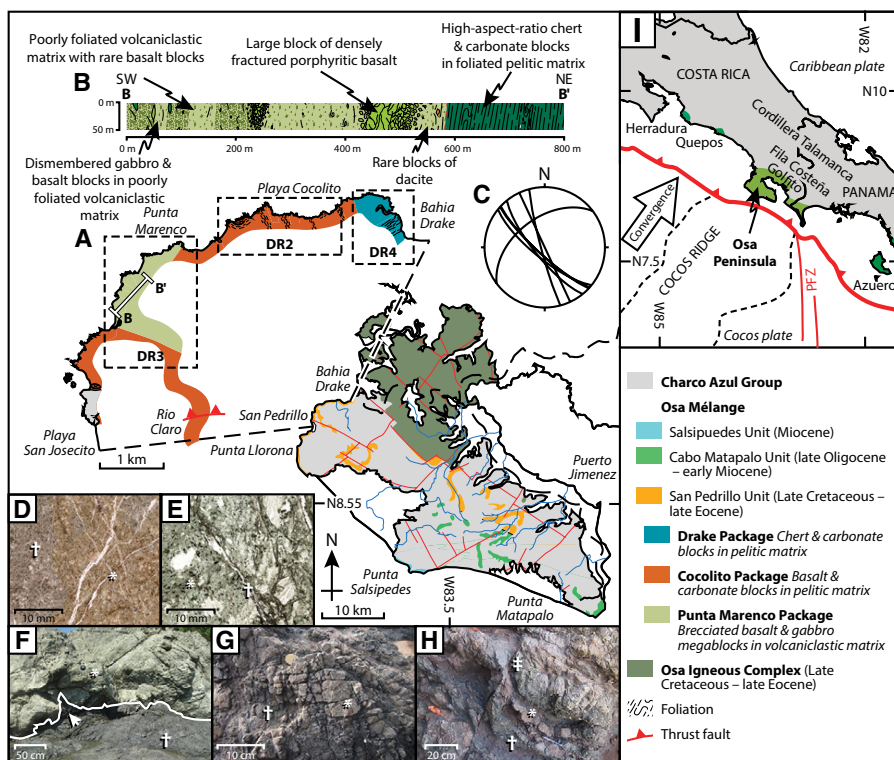 Poorly foliated volcaniclastic
matrix with rare basalt blocks
Large block of densely
fractured porphyritic basalt
High-aspect-ratio chert
& carbonate blocks
in foliated pelitic matrix
B
SW
B
NE
B'
0 m
50 m
0 m
200 m
400 m
600 m
800 m
Dismembered gabbro &
basalt blocks in poorly
foliated volcaniclastic
matrix
Rare blocks of
dacite
A
Punta
Marenco
Playa Cocolito
Bahia
Drake
DR2
DR4
B'
B
DR3
Rio
Claro
Playa
San Josecito
1 km
C
N
Bahia
Drake
San Pedrillo
Punta Llorona
Puerto
Jimenez
N8.55
N
Punta
Salsipedes
10 km
W83.5
Punta
Matapalo
D
†
*
10 mm
E
*
†
10 mm
F
*
†
50 cm
G
†
*
10 cm
H
‡
*
†
20 cm
I
W82
Caribbean plate
COSTA RICA
N10
Herradura
Quepos
Cordillera Talamanca
Fila Costeña
Golfito
PANAMA
Convergence
Osa
Peninsula
N7.5
COCOS RIDGE
Azuero
PFZ
W85
Cocos plate
Charco Azul Group
Osa Mélange
Salsipuedes Unit (Miocene)
Cabo Matapalo Unit (late Oligocene
– early Miocene)
San Pedrillo Unit (Late Cretaceous –
late Eocene)
Drake Package Chert & carbonate
blocks in pelitic matrix
Cocolito Package Basalt &
carbonate blocks in pelitic matrix
Punta Marenco Package
Brecciated basalt & gabbro
megablocks in volcaniclastic matrix
Osa Igneous Complex (Late
Cretaceous – late Eocene)
Foliation
Thrust fault